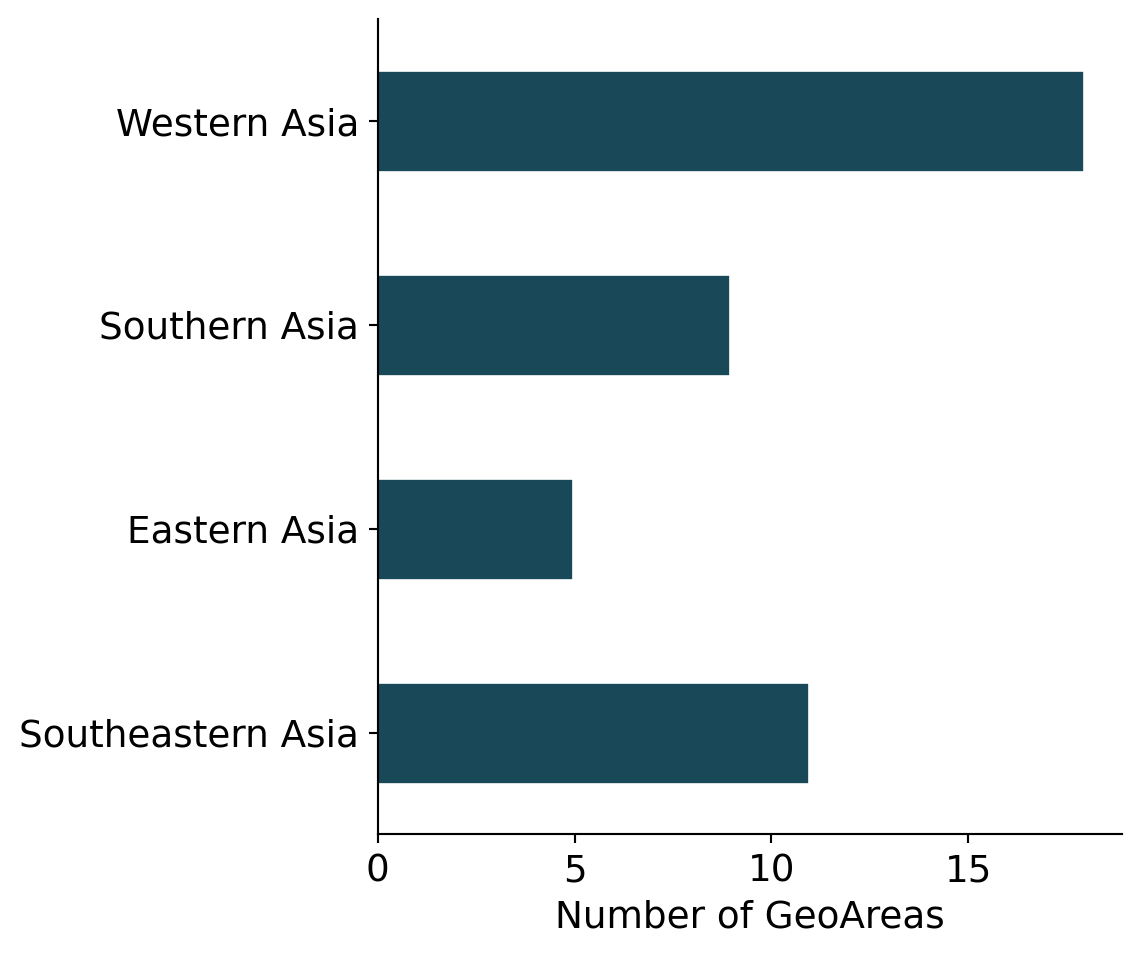 Western Asia
Southern Asia
Eastern Asia
Southeastern Asia
0 5 10 15
Number of GeoAreas